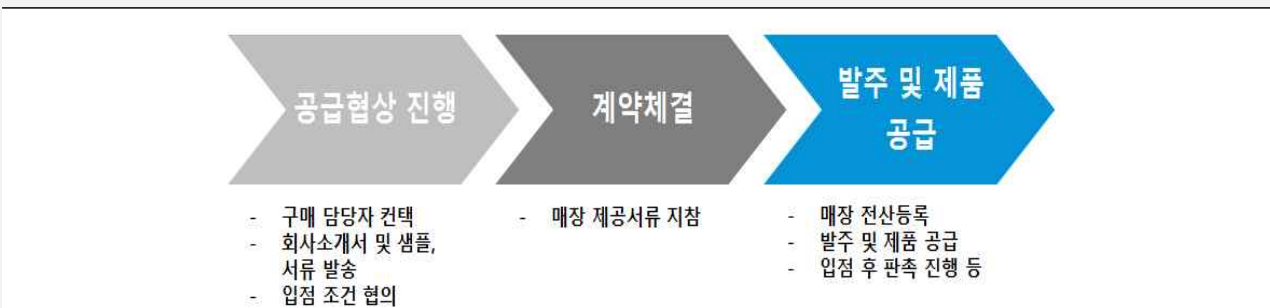 공급협상 진행
계약체결
발주 및 제품
공급
- 구매 담당자 컨택
- 회사소개서 및 샘플,
서류 발송
- 입점 조건 협의
- 매장 제공서류 지참
- 매장 전산등록
- 발주 및 제품 공급
- 입점 후 판촉 진행 등